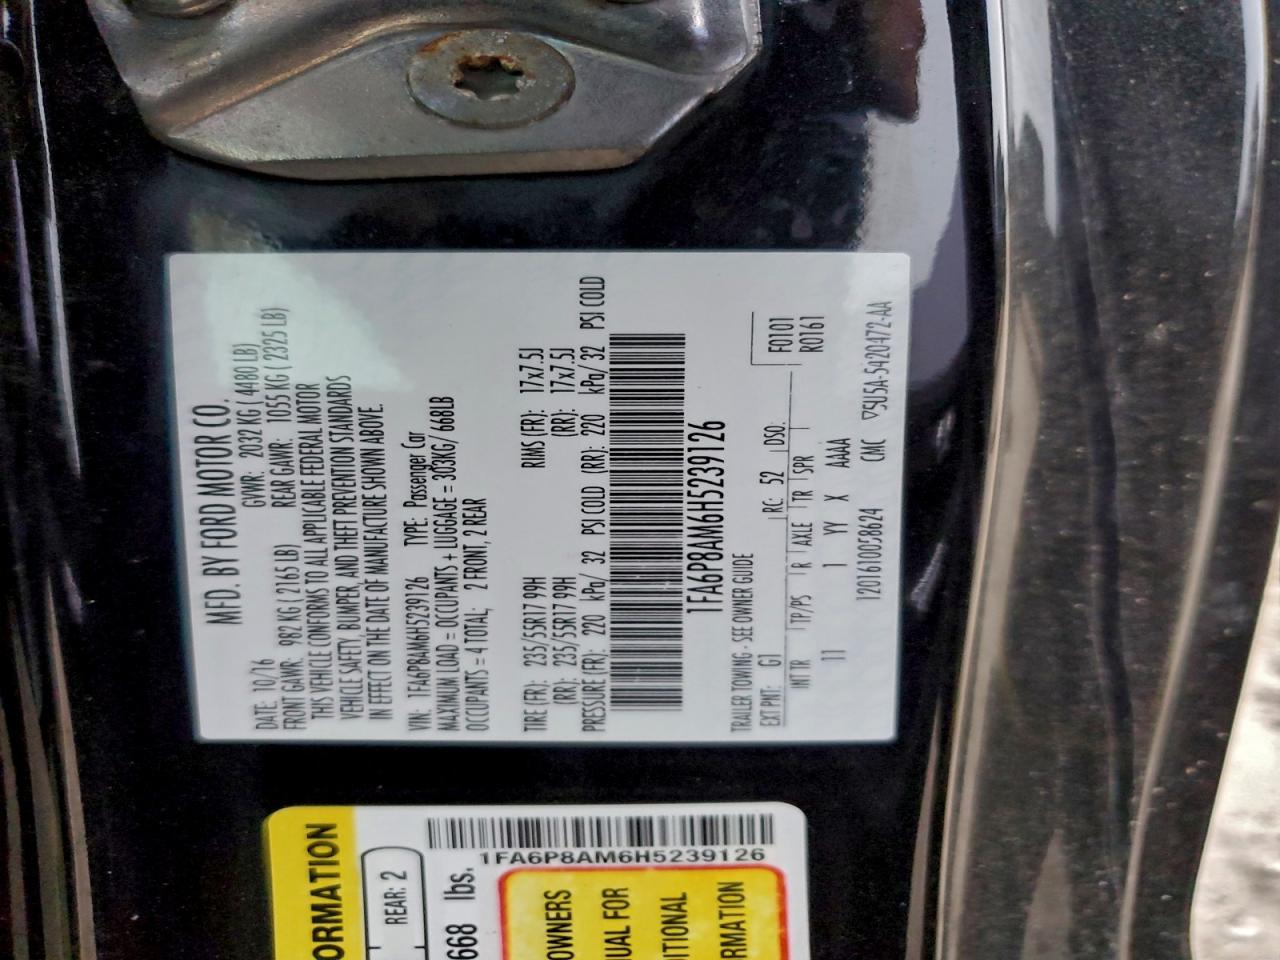 MFD. BY FORD MOTOR CO.
DATE: 10/16 GVWR: 2032 KG ( 4480 LB)
FRONT GAWR: 982 KG ( 2165 LB) REAR GAWR: 1055 KG ( 2325 LB)
THIS VEHICLE CONFORMS TO ALL APPLICABLE FEDERAL MOTOR
VEHICLE SAFETY, BUMPER, AND THEFT PREVENTION STANDARDS
IN EFFECT ON THE DATE OF MANUFACTURE SHOWN ABOVE.
VIN: 1FA6P8AM6H5239126 TYPE: Passenger Car
MAXIMUM LOAD = OCCUPANTS + LUGGAGE = 303KG/ 668LB
OCCUPANTS = 4 TOTAL; 2 FRONT, 2 REAR
TIRE (FR): 235/55R17 99H RIMS (FR): 17x7.5J
(RR): 235/55R17 99H (RR): 17x7.5J
PRESSURE (FR): 220 kPa/ 32 PSI COLD (RR): 220 kPa/ 32 PSI COLD
1FA6P8AM6H5239126
TRAILER TOWING - SEE OWNER GUIDE
F0101
EXT PNT: G1 RC: 52 DSO: R0161
INT TR TP/PS R AXLE TR SPR
11 1 YY X AAAA
1201610058624 CMC ▽5U5A-5420472-AA
ORMATION
REAR: 2
668 lbs.
1FA6P8AM6H5239126
OWNERS
UAL FOR
ITIONAL
RMATION